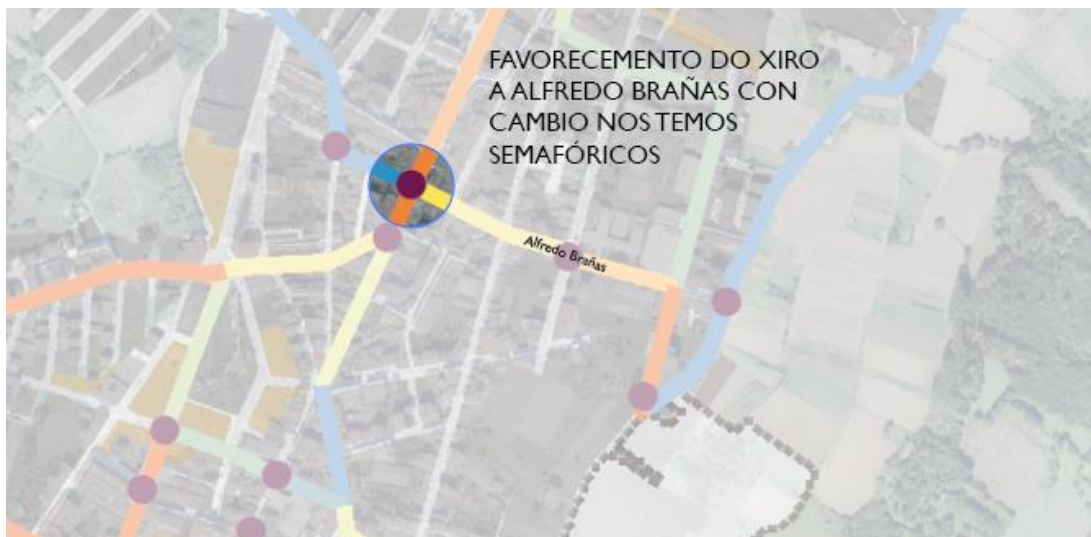 FAVORECEMENTO DO XIRO
A ALFREDO BRAÑAS CON
CAMBIO NOS TEMOS
SEMAFÓRICOS
Alfredo Brañas